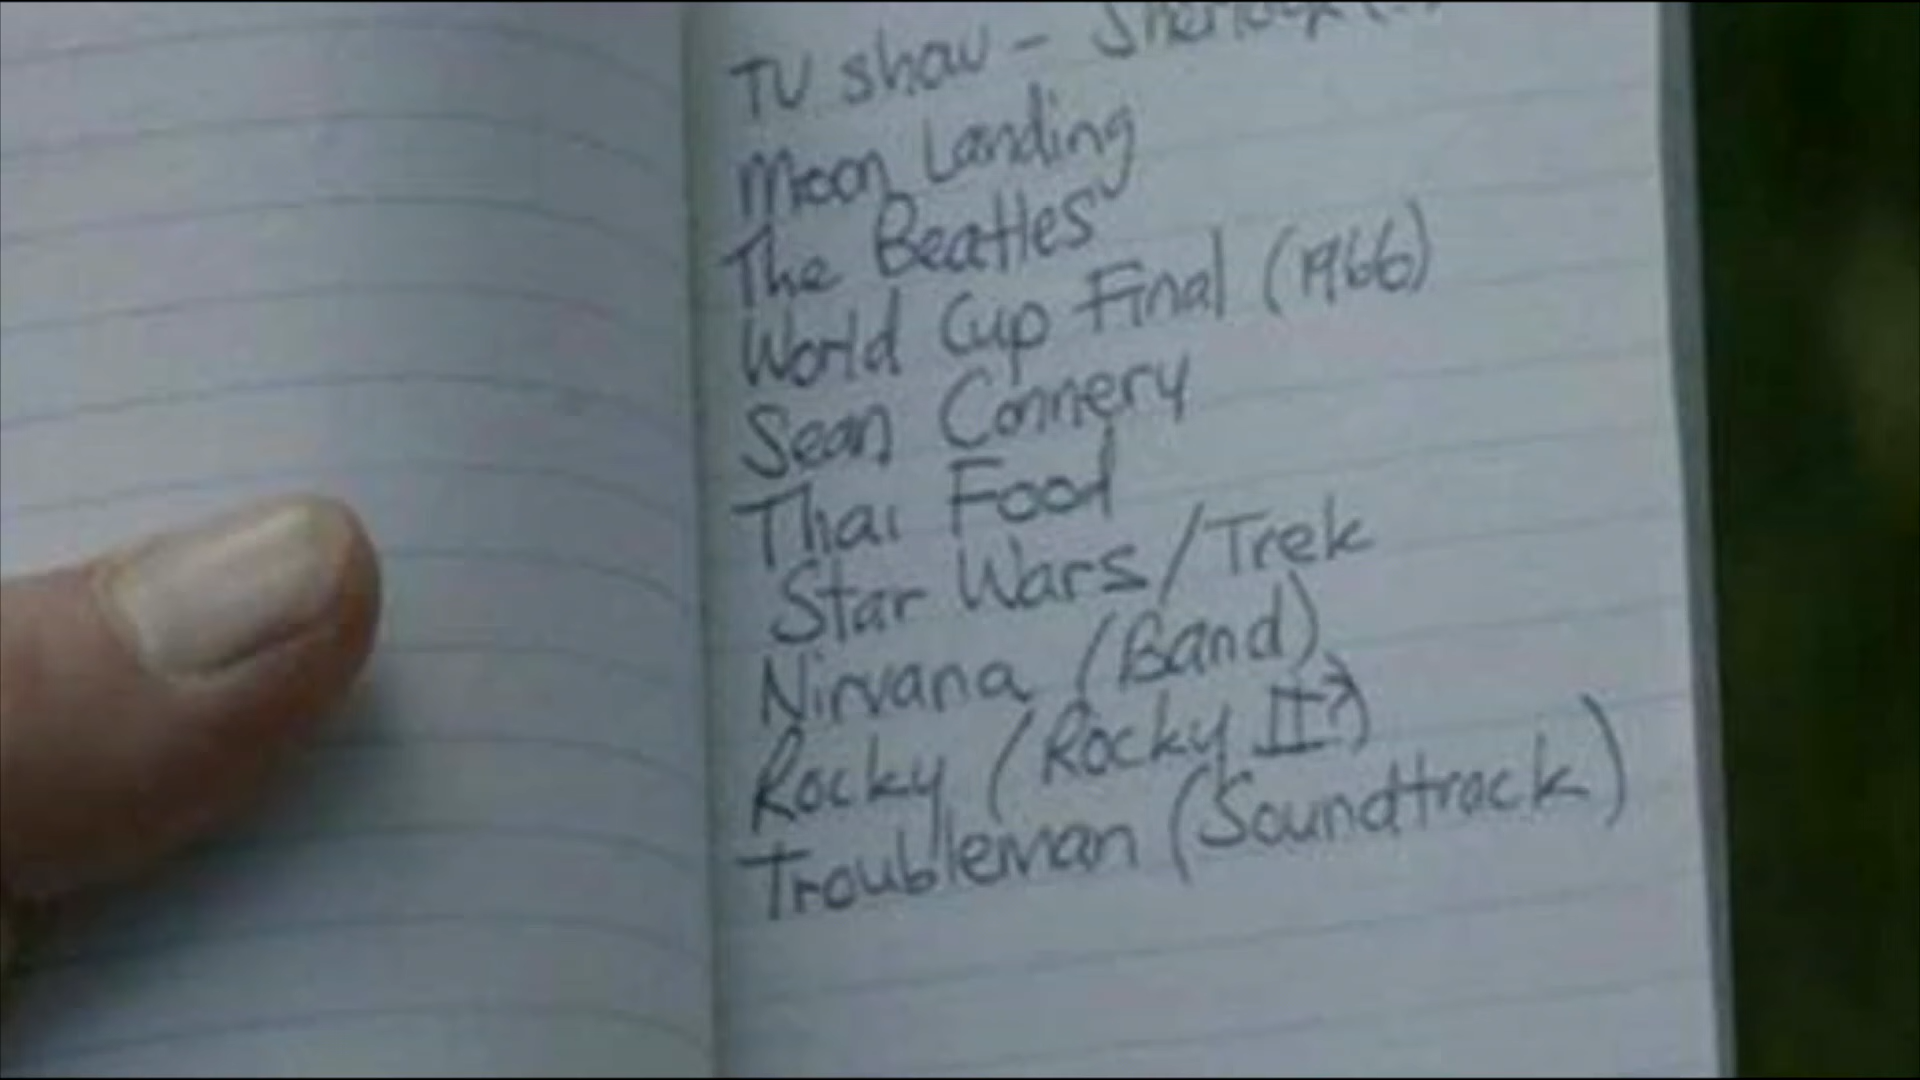 TV show - Sherlock
Moon Landing
The Beatles
World Cup Final (1966)
Sean Connery
Thai Food
Star Wars/Trek
Nirvana (Band)
Rocky (Rocky II?)
Troubleman (Soundtrack)